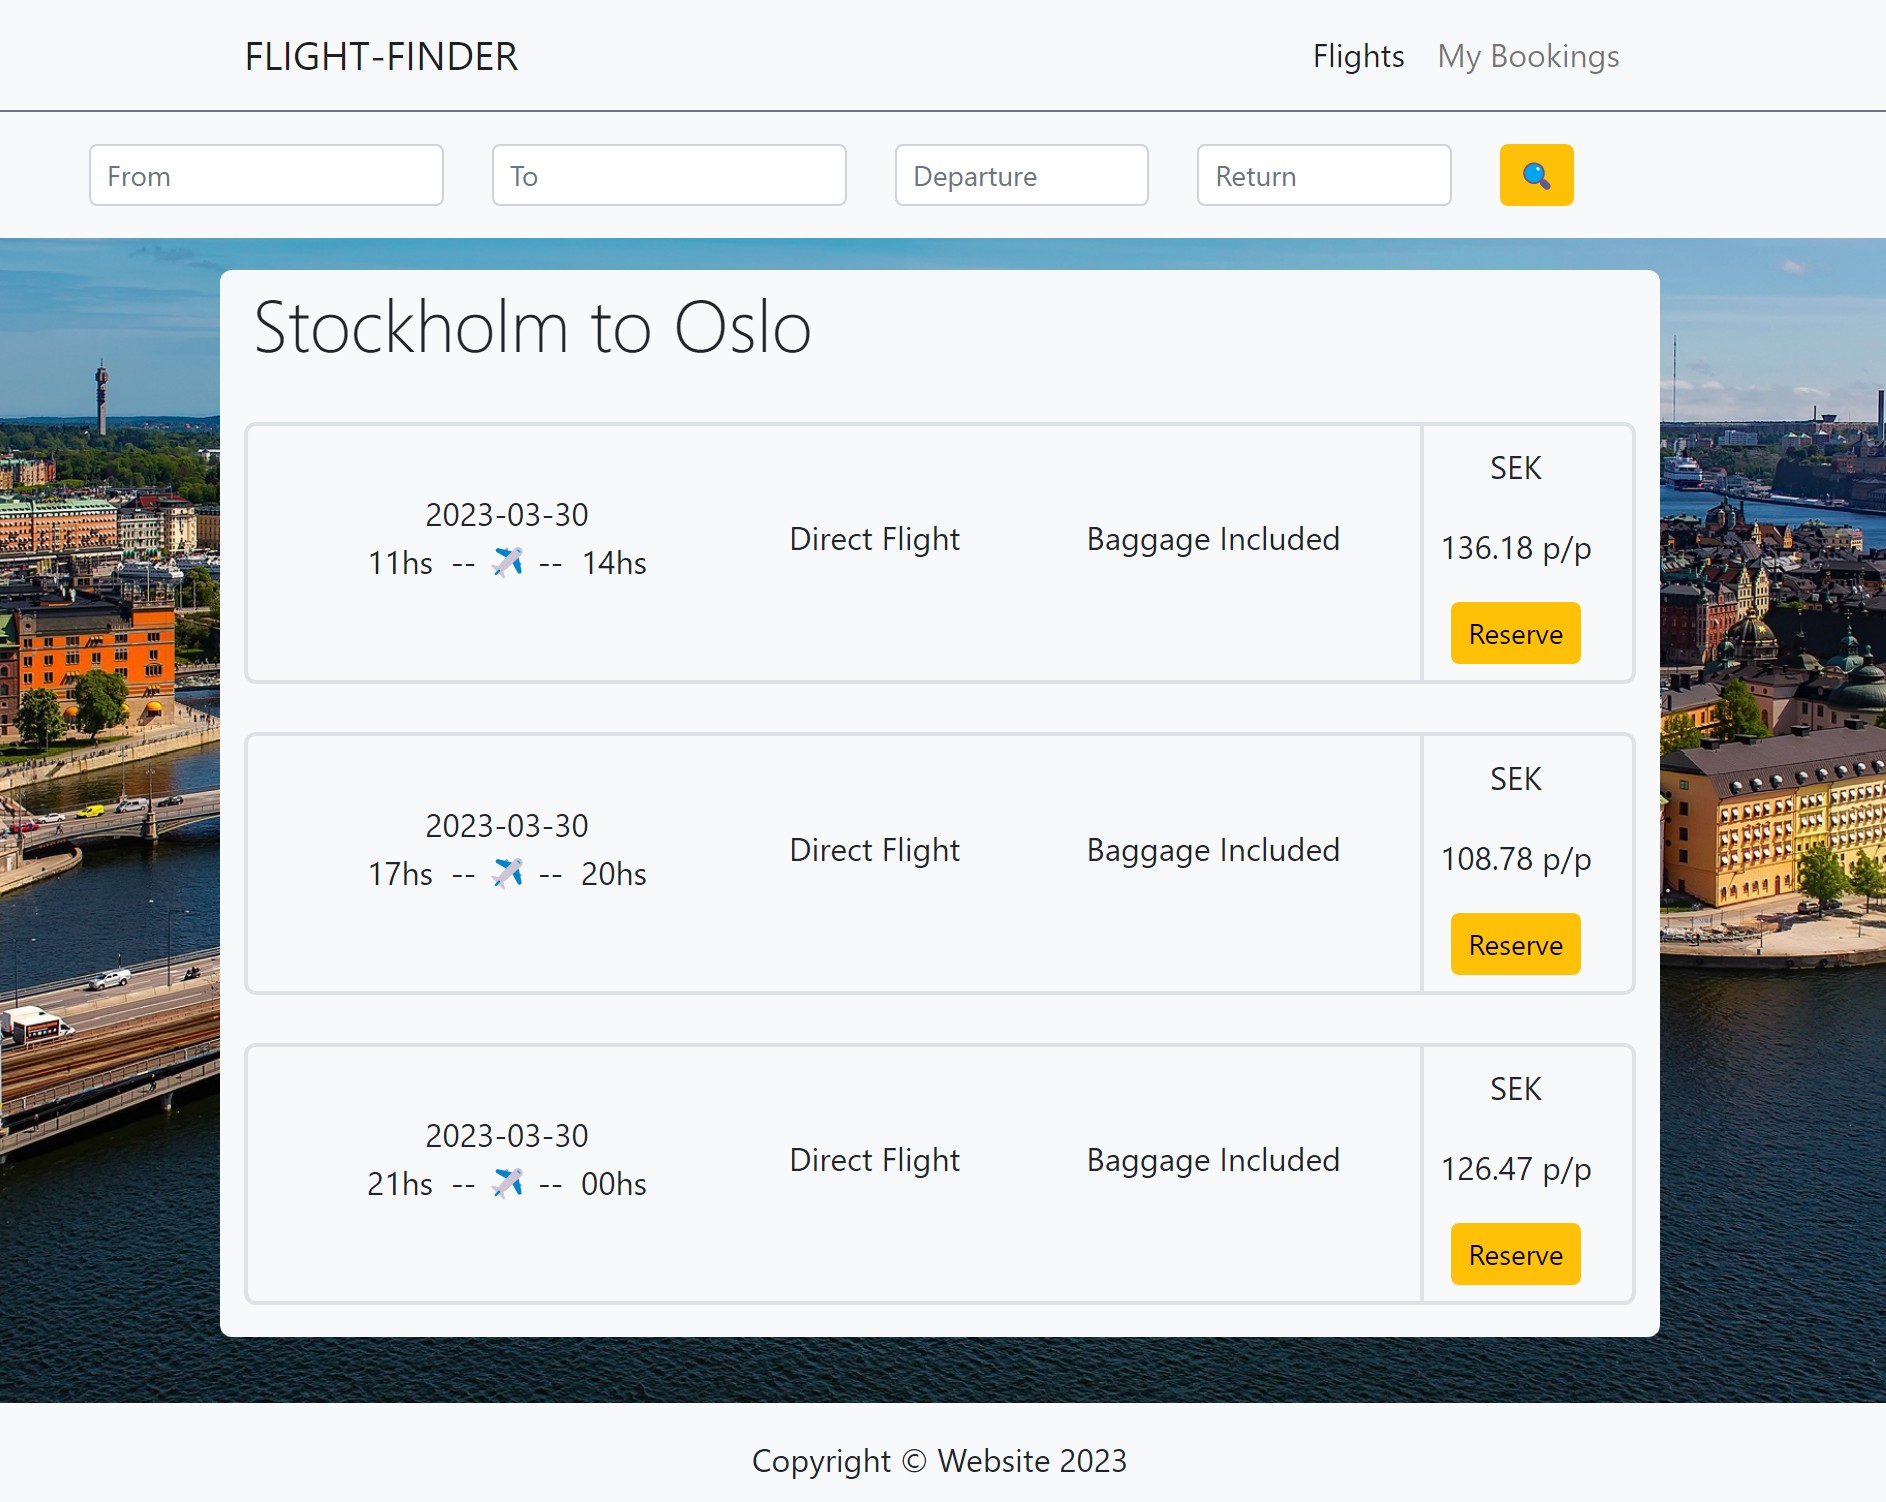 FLIGHT-FINDER
Flights My Bookings
From To Departure Return
Stockholm to Oslo
2023-03-30
11hs -- ✈️ -- 14hs
Direct Flight
Baggage Included
SEK
136.18 p/p
Reserve
2023-03-30
17hs -- ✈️ -- 20hs
Direct Flight
Baggage Included
SEK
108.78 p/p
Reserve
2023-03-30
21hs -- ✈️ -- 00hs
Direct Flight
Baggage Included
SEK
126.47 p/p
Reserve
Copyright © Website 2023